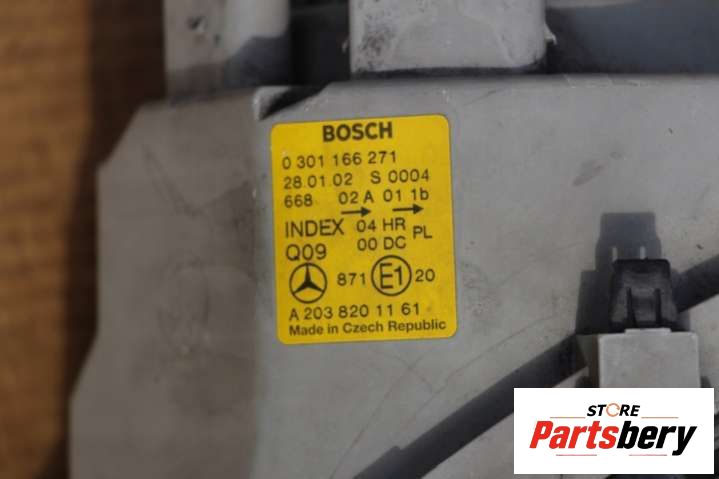 BOSCH
0 301 166 271
28.01.02 S 0004
668 02 A 01 1b
INDEX 04 HR PL
Q09 00 DC
871 E1 20
A 203 820 11 61
Made in Czech Republic
STORE
Partsbery